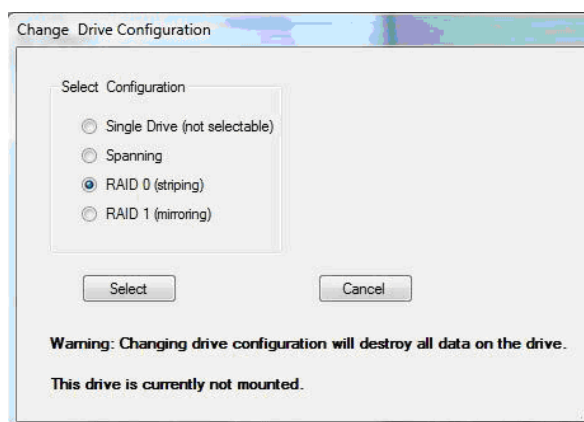 Change Drive Configuration
Select Configuration
Single Drive (not selectable)
Spanning
RAID 0 (striping)
RAID 1 (mirroring)
Select
Cancel
Warning: Changing drive configuration will destroy all data on the drive.
This drive is currently not mounted.